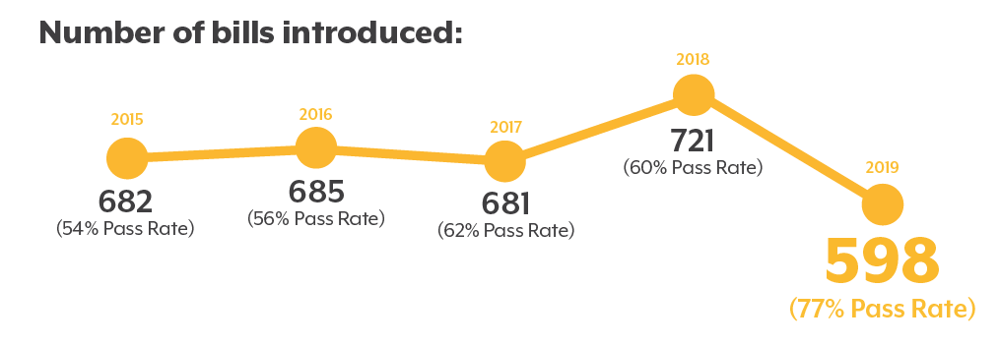 Number of bills introduced:
2015
682
(54% Pass Rate)
2016
685
(56% Pass Rate)
2017
681
(62% Pass Rate)
2018
721
(60% Pass Rate)
2019
598
(77% Pass Rate)